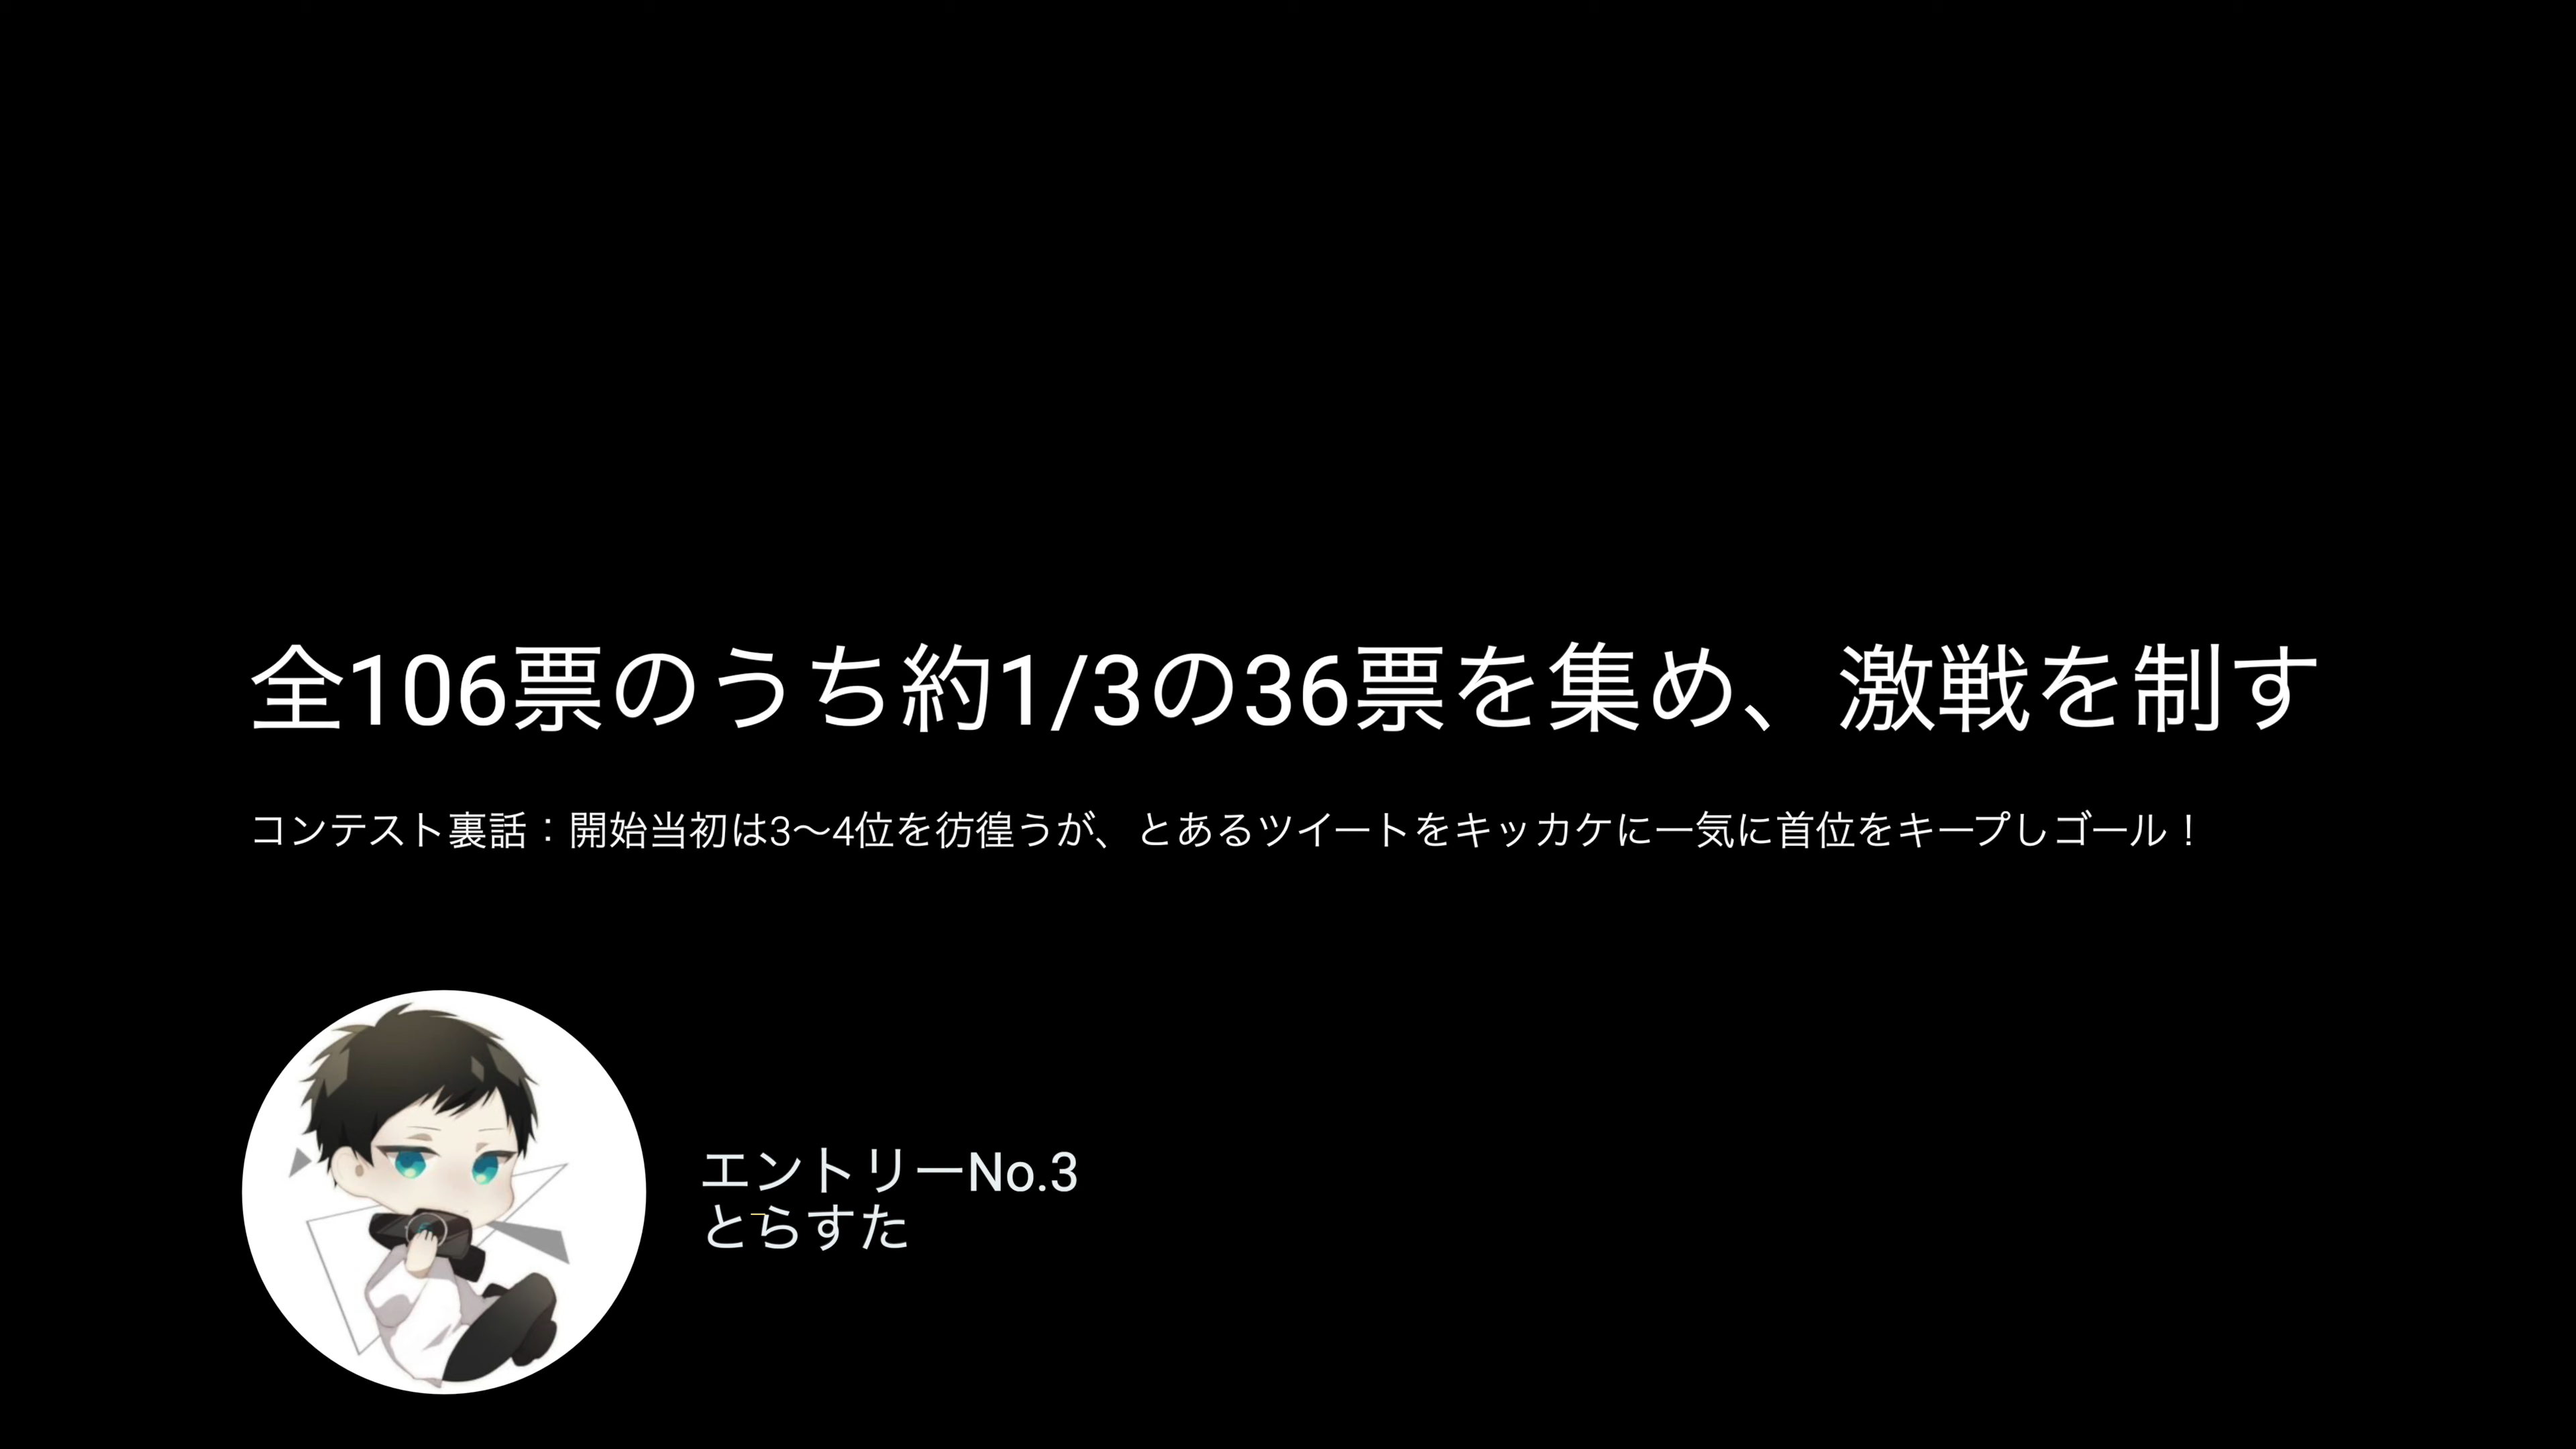 全106票のうち約1/3の36票を集め、激戦を制す
コンテスト裏話：開始当初は3〜4位を彷徨うが、とあるツイートをキッカケに一気に首位をキープしゴール！
エントリーNo.3
とらすた